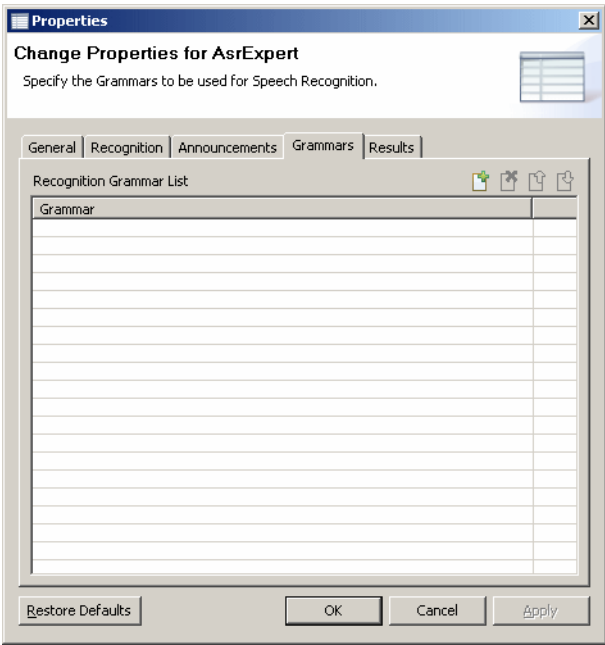 Properties
Change Properties for AsrExpert
Specify the Grammars to be used for Speech Recognition.
General Recognition Announcements Grammars Results
Recognition Grammar List
Grammar
Restore Defaults OK Cancel Apply